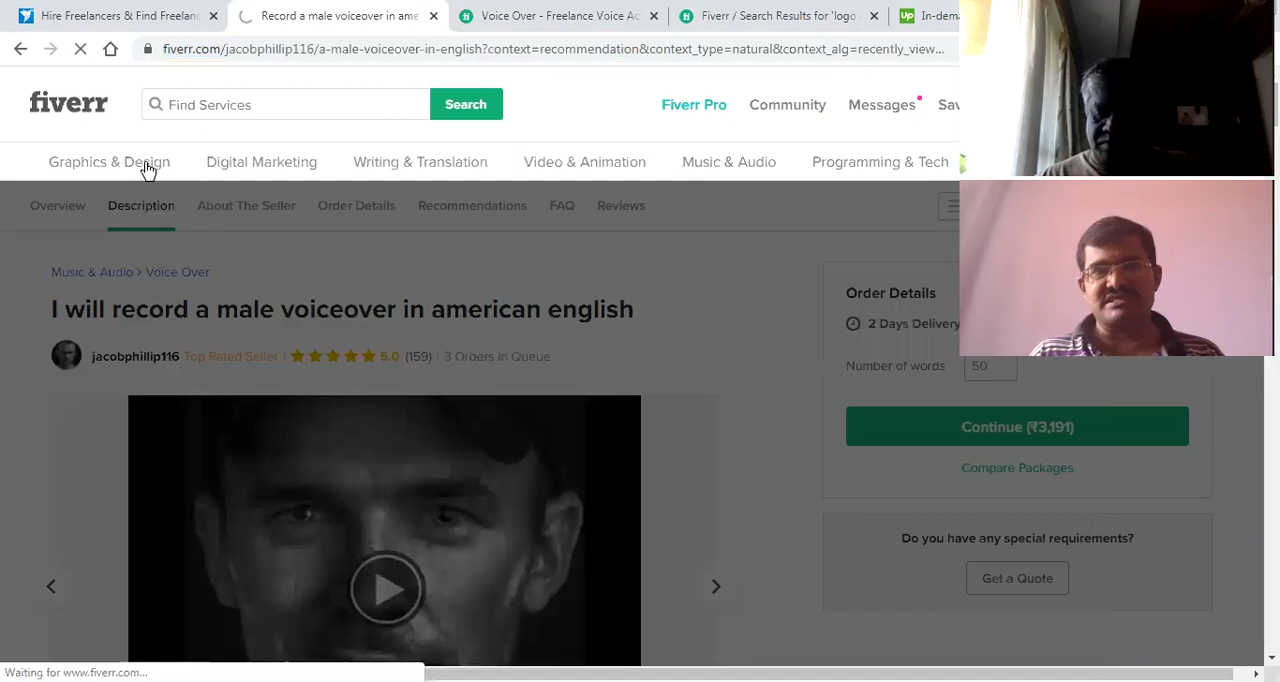 Hire Freelancers & Find Freelanc
Record a male voiceover in ame
Voice Over - Freelance Voice Ac
Fiverr / Search Results for 'logo
Up In-dema
fiverr.com/jacobphillip116/a-male-voiceover-in-english?context=recommendation&context_type=natural&context_alg=recently_view...
fiverr
Find Services
Search
Fiverr Pro
Community
Messages
Sav
Graphics & Design
Digital Marketing
Writing & Translation
Video & Animation
Music & Audio
Programming & Tech
Overview
Description
About The Seller
Order Details
Recommendations
FAQ
Reviews
Music & Audio > Voice Over
I will record a male voiceover in american english
jacobphillip116 Top Rated Seller | 5.0 (159) | 3 Orders in Queue
Order Details
2 Days Delivery
Number of words 50
Continue (₹3,191)
Compare Packages
Do you have any special requirements?
Get a Quote
Waiting for www.fiverr.com...